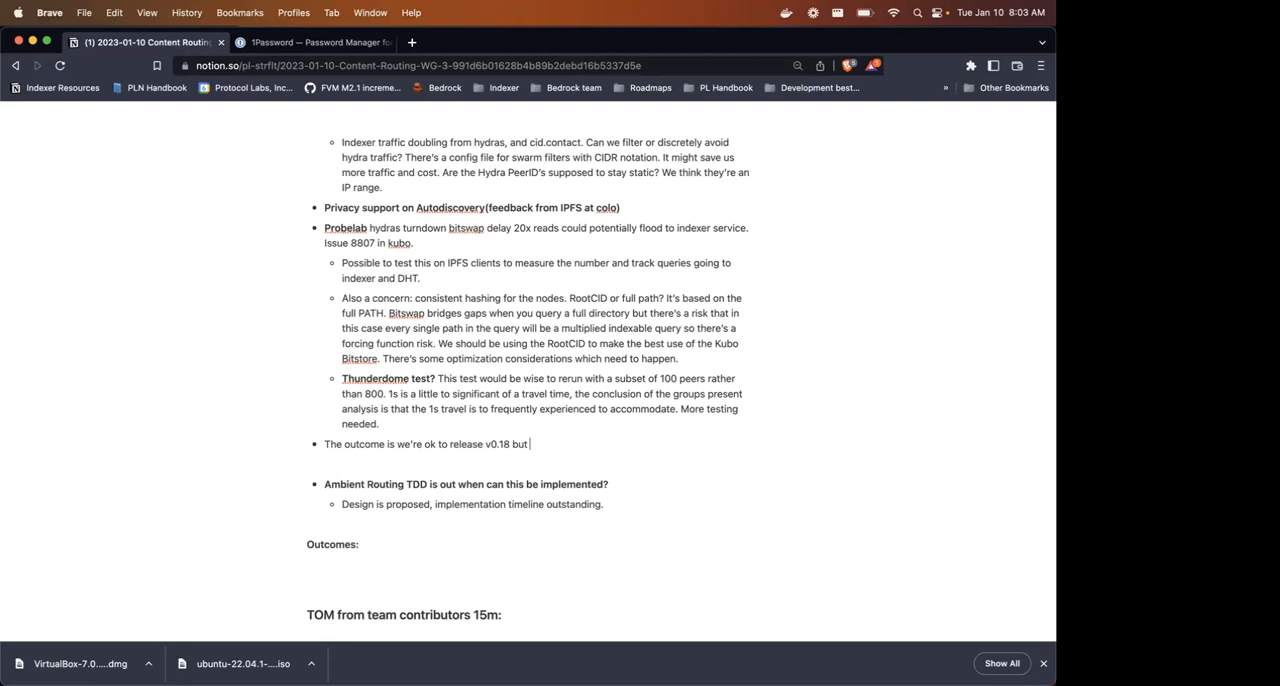 Brave File Edit View History Bookmarks Profiles Tab Window Help Tue Jan 10 8:03 AM
(1) 2023-01-10 Content Routing 1Password — Password Manager for
notion.so/pl-strflt/2023-01-10-Content-Routing-WG-3-991d6b01628b4b89b2debd16b5337d5e
Indexer Resources PLN Handbook Protocol Labs, Inc... FVM M2.1 increme... Bedrock Indexer Bedrock team Roadmaps PL Handbook Development best... » Other Bookmarks
Indexer traffic doubling from hydras, and cid.contact. Can we filter or discretely avoid
hydra traffic? There's a config file for swarm filters with CIDR notation. It might save us
more traffic and cost. Are the Hydra PeerID's supposed to stay static? We think they're an
IP range.
Privacy support on Autodiscovery(feedback from IPFS at colo)
Probelab hydras turndown bitswap delay 20x reads could potentially flood to indexer service.
Issue 8807 in kubo.
Possible to test this on IPFS clients to measure the number and track queries going to
indexer and DHT.
Also a concern: consistent hashing for the nodes. RootCID or full path? It's based on the
full PATH. Bitswap bridges gaps when you query a full directory but there's a risk that in
this case every single path in the query will be a multiplied indexable query so there's a
forcing function risk. We should be using the RootCID to make the best use of the Kubo
Bitstore. There's some optimization considerations which need to happen.
Thunderdome test? This test would be wise to rerun with a subset of 100 peers rather
than 800. 1s is a little to significant of a travel time, the conclusion of the groups present
analysis is that the 1s travel is to frequently experienced to accommodate. More testing
needed.
The outcome is we're ok to release v0.18 but
Ambient Routing TDD is out when can this be implemented?
Design is proposed, implementation timeline outstanding.
Outcomes:
TOM from team contributors 15m:
VirtualBox-7.0.....dmg ubuntu-22.04.1-....iso Show All